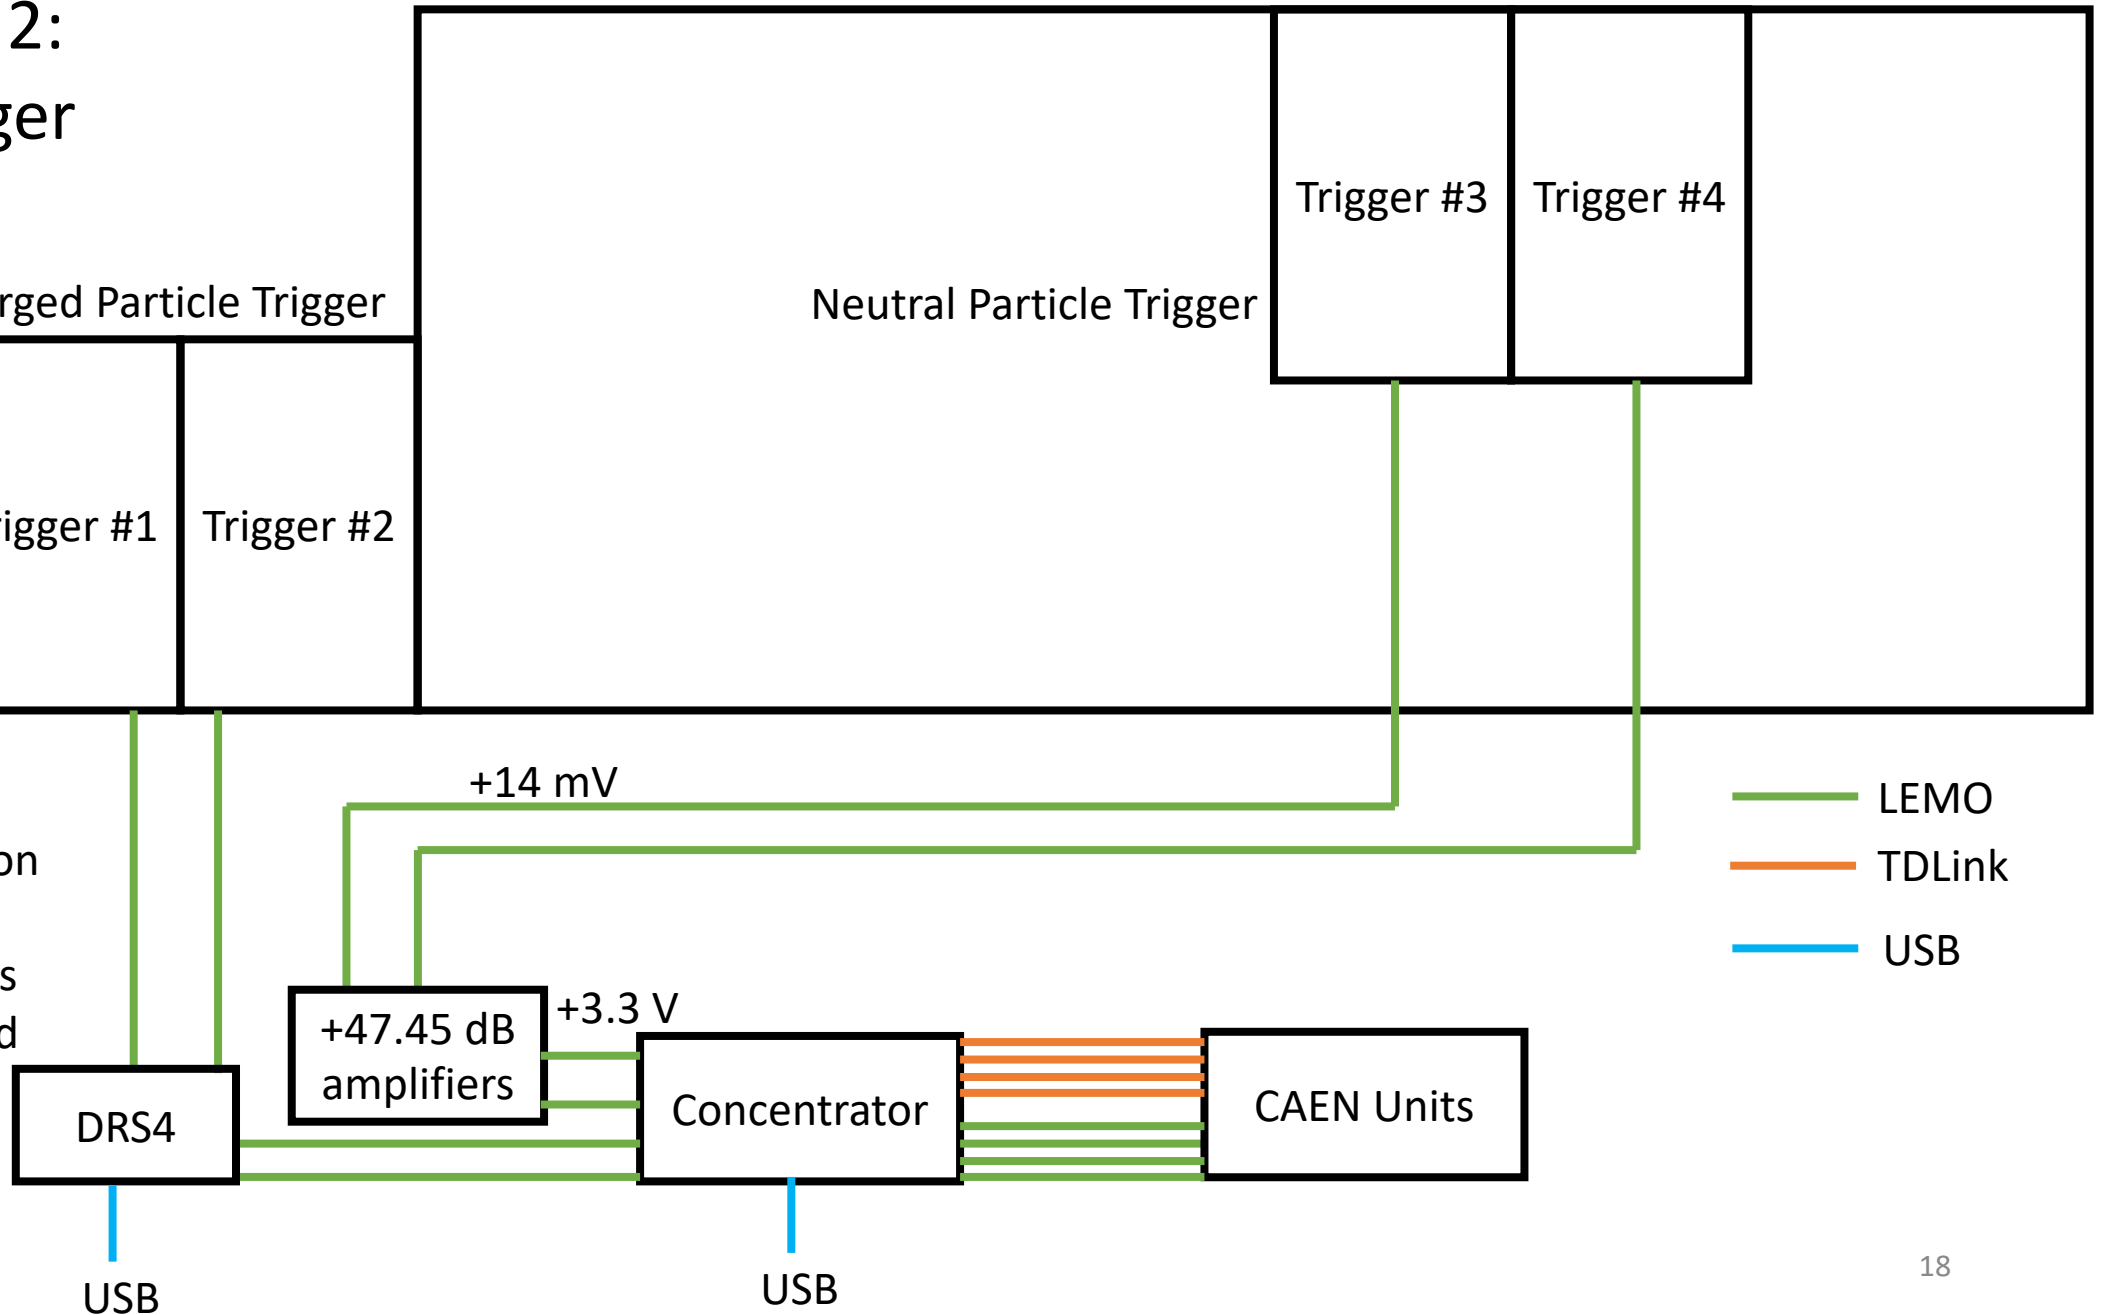 2:
ger
rged Particle Trigger
Neutral Particle Trigger
Trigger #3
Trigger #4
rigger #1
Trigger #2
+14 mV
LEMO
TDLink
USB
on
s
d
+47.45 dB
amplifiers
+3.3 V
DRS4
Concentrator
CAEN Units
USB
USB
18